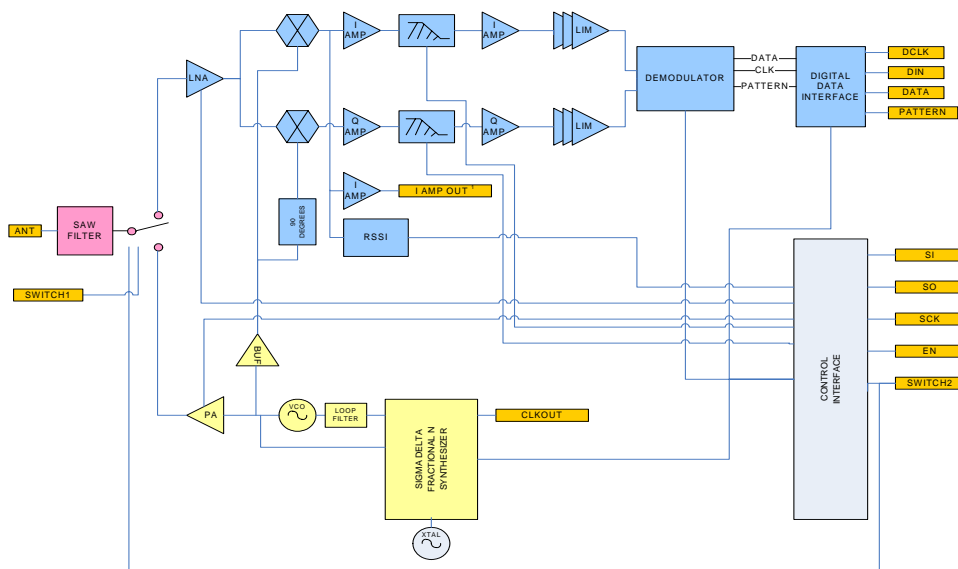 I
AMP
I
AMP
LIM
LNA
DEMODULATOR
DATA
CLK
PATTERN
DIGITAL
DATA
INTERFACE
DCLK
DIN
DATA
PATTERN
Q
AMP
Q
AMP
LIM
I
AMP
I AMP OUT 1
90
DEGREES
RSSI
ANT
SAW
FILTER
SWITCH1
SI
SO
SCK
EN
SWITCH2
CONTROL
INTERFACE
BUF
PA
VCO
LOOP
FILTER
SIGMA DELTA
FRACTIONAL N
SYNTHESIZER
CLKOUT
XTAL